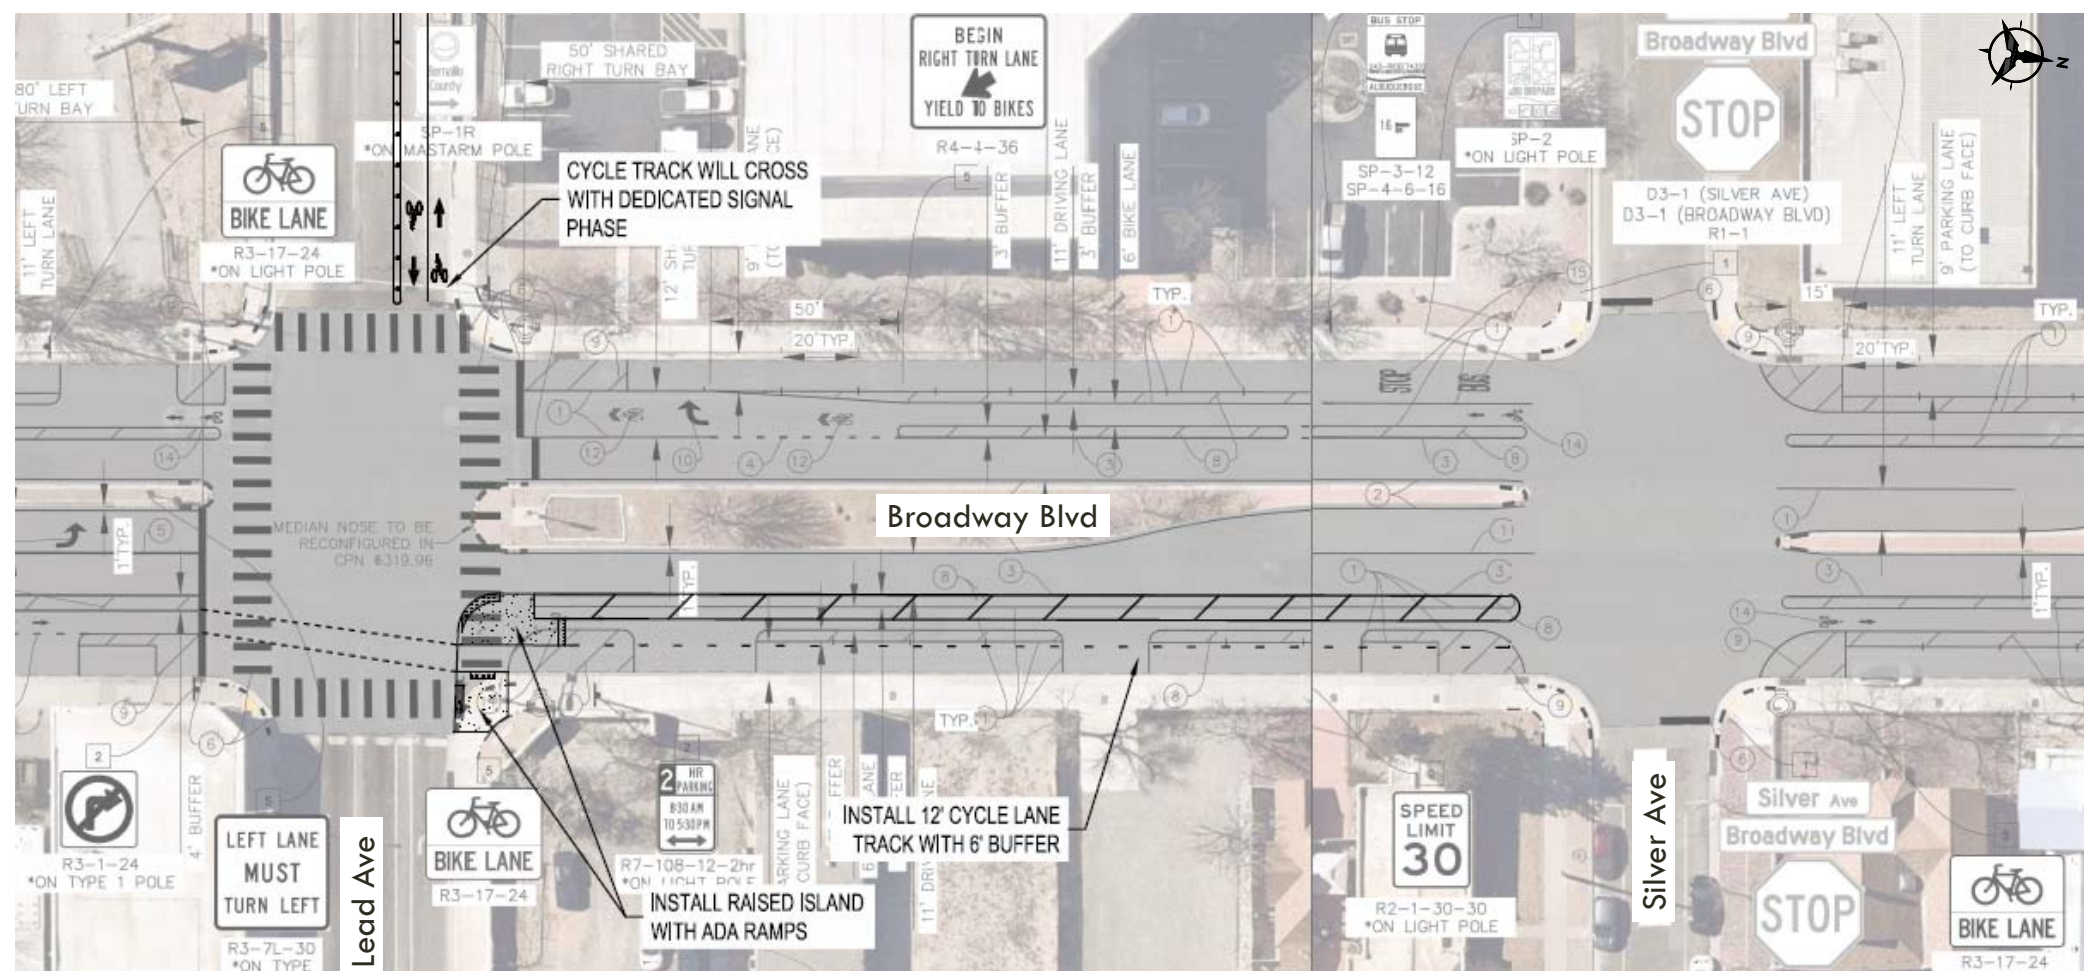 BEGIN
RIGHT TURN LANE
YIELD TO BIKES
R4-4-36
BUS STOP
ALBUQUERQUE
16
SP-3-12
SP-4-6-16
SP-2
*ON LIGHT POLE
Broadway Blvd
STOP
D3-1 (SILVER AVE)
D3-1 (BROADWAY BLVD)
R1-1
N
50' SHARED
RIGHT TURN BAY
Bernalillo
County
SP-1R
*ON MASTARM POLE
80' LEFT
TURN BAY
11' LEFT
TURN LANE
BIKE LANE
R3-17-24
*ON LIGHT POLE
CYCLE TRACK WILL CROSS
WITH DEDICATED SIGNAL
PHASE
3' BUFFER
11' DRIVING LANE
3' BUFFER
6' BIKE LANE
11' LEFT
TURN LANE
9' PARKING LANE
(TO CURB FACE)
50'
20' TYP.
TYP.
15'
20' TYP.
TYP.
STOP
BUS
Broadway Blvd
MEDIAN NOSE TO BE
RECONFIGURED IN
1' TYP.
1' TYP.
1' TYP.
TYP.
INSTALL 12' CYCLE LANE
TRACK WITH 6' BUFFER
INSTALL RAISED ISLAND
WITH ADA RAMPS
R3-1-24
*ON TYPE 1 POLE
4' BUFFER
LEFT LANE
MUST
TURN LEFT
R3-7L-30
*ON TYPE
Lead Ave
BIKE LANE
R3-17-24
2 HR
PARKING
8:30 AM
TO 5:30 PM
R7-108-12-2hr
*ON LIGHT POLE
SPEED
LIMIT
30
R2-1-30-30
*ON LIGHT POLE
Silver Ave
Silver Ave
Broadway Blvd
STOP
BIKE LANE
R3-17-24